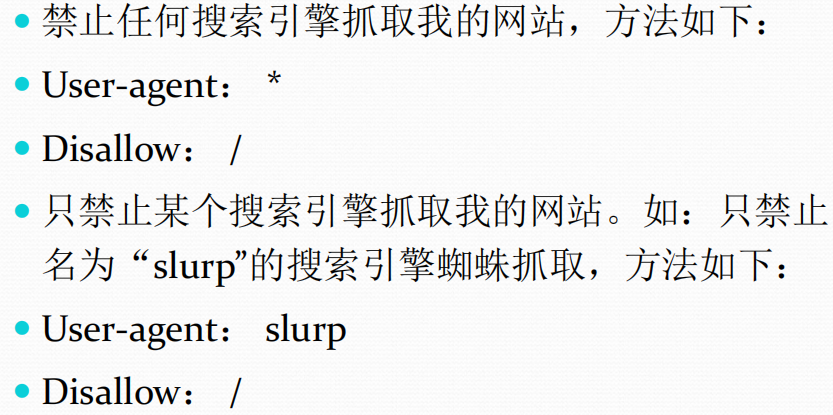 禁止任何搜索引擎抓取我的网站，方法如下：
User-agent： *
Disallow： /
只禁止某个搜索引擎抓取我的网站。如：只禁止
名为“slurp”的搜索引擎蜘蛛抓取，方法如下：
User-agent： slurp
Disallow： /